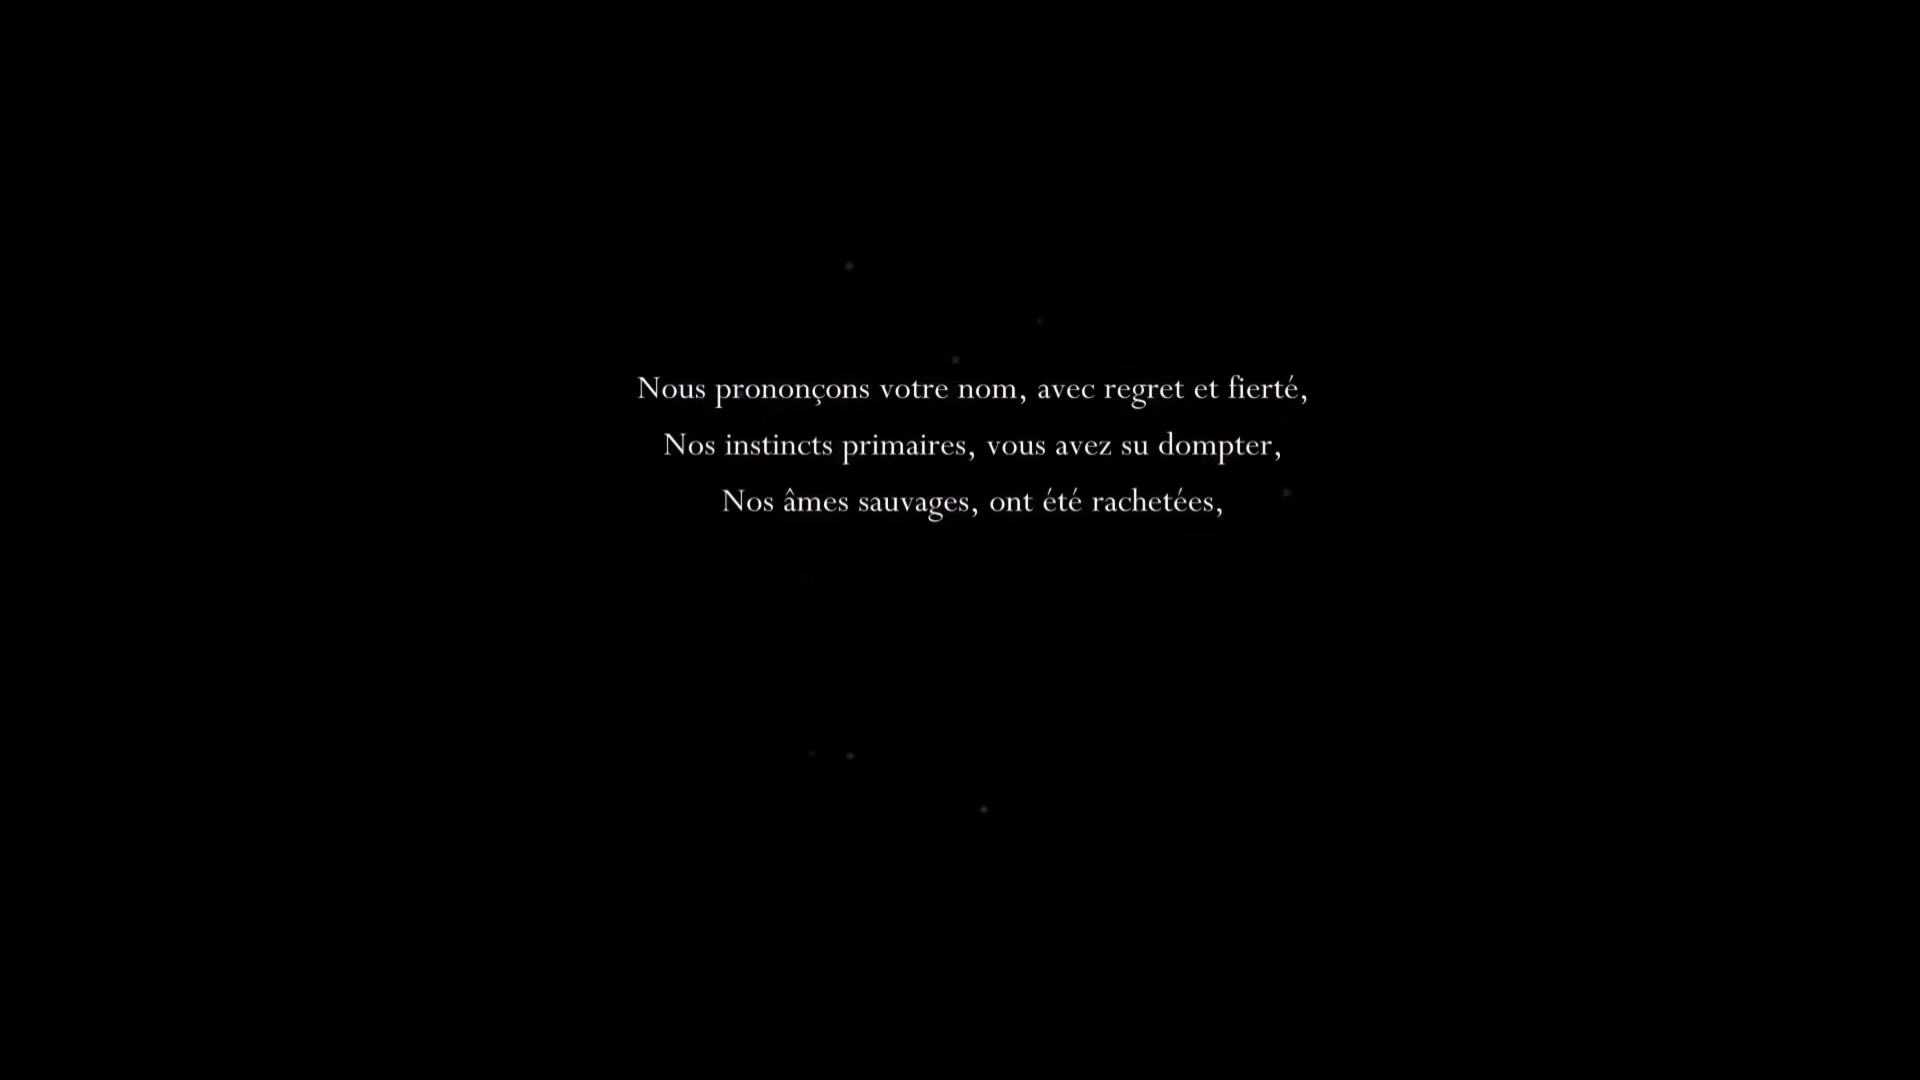 Nous prononçons votre nom, avec regret et fierté,
Nos instincts primaires, vous avez su dompter,
Nos âmes sauvages, ont été rachetées,